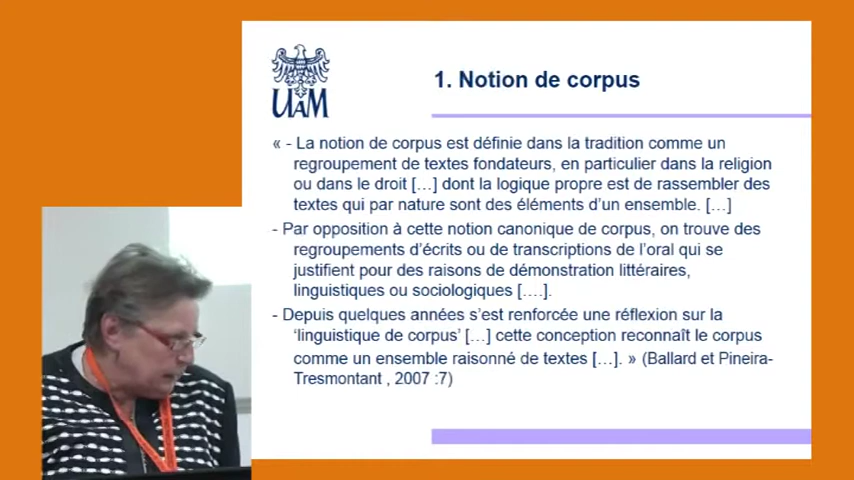 UAM
1. Notion de corpus
« - La notion de corpus est définie dans la tradition comme un
regroupement de textes fondateurs, en particulier dans la religion
ou dans le droit […] dont la logique propre est de rassembler des
textes qui par nature sont des éléments d’un ensemble. […]
- Par opposition à cette notion canonique de corpus, on trouve des
regroupements d’écrits ou de transcriptions de l’oral qui se
justifient pour des raisons de démonstration littéraires,
linguistiques ou sociologiques [….].
- Depuis quelques années s’est renforcée une réflexion sur la
‘linguistique de corpus’ […] cette conception reconnaît le corpus
comme un ensemble raisonné de textes […]. » (Ballard et Pineira-
Tresmontant , 2007 :7)